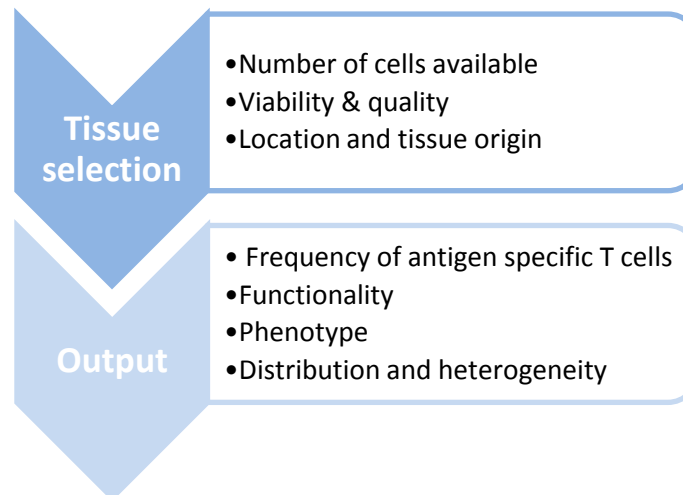 Tissue
selection
•Number of cells available
•Viability & quality
•Location and tissue origin
Output
• Frequency of antigen specific T cells
•Functionality
•Phenotype
•Distribution and heterogeneity